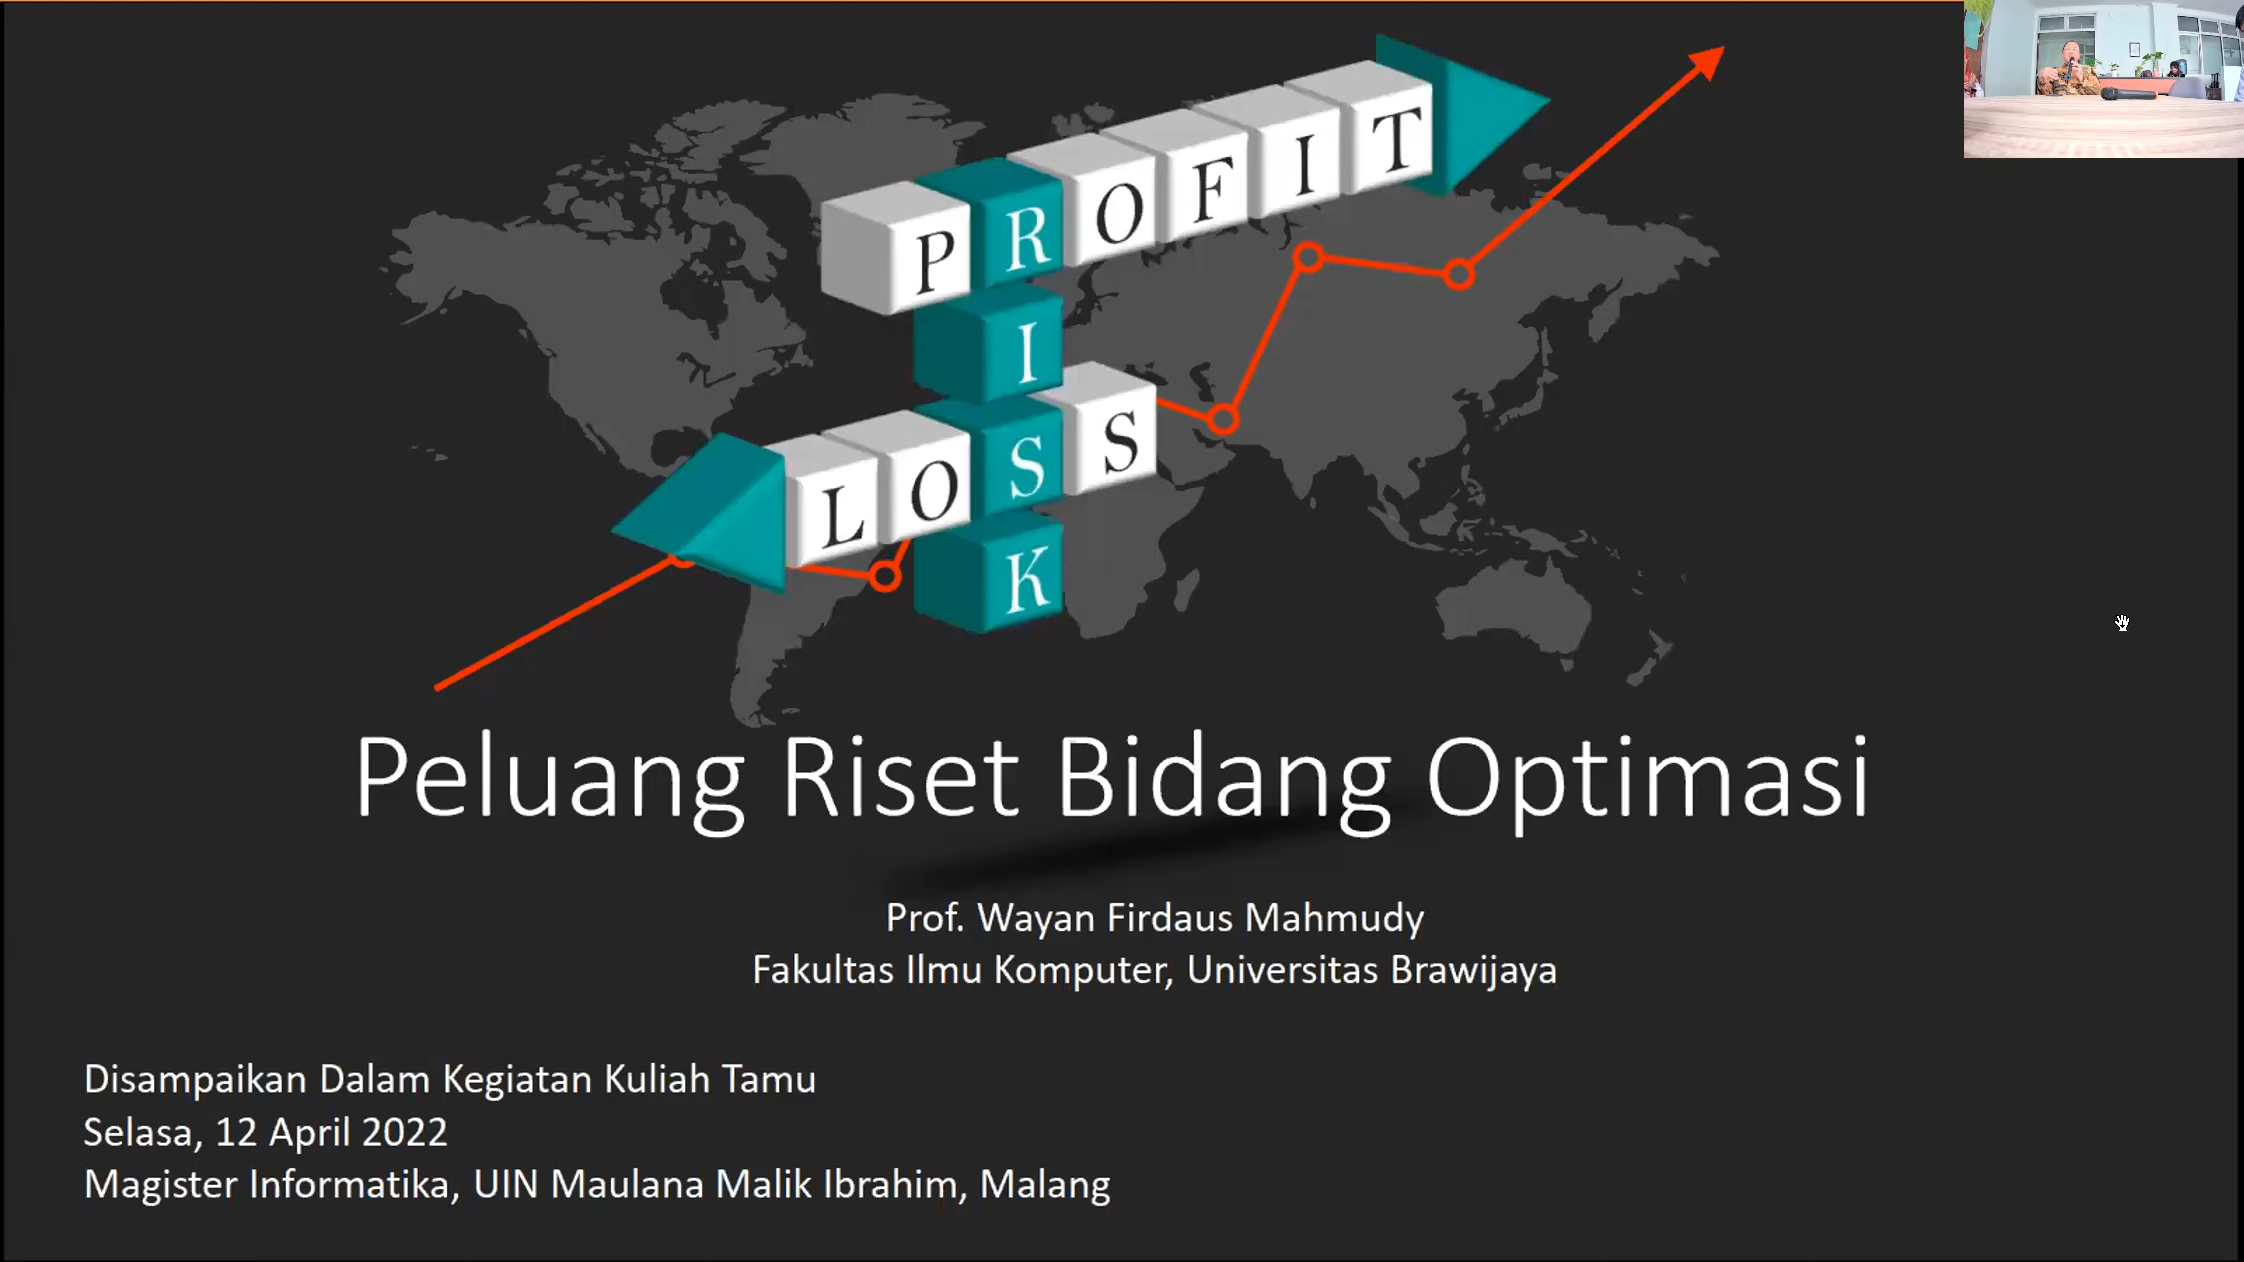 PROFIT
RISK
LOSS
Peluang Riset Bidang Optimasi
Prof. Wayan Firdaus Mahmudy
Fakultas Ilmu Komputer, Universitas Brawijaya
Disampaikan Dalam Kegiatan Kuliah Tamu
Selasa, 12 April 2022
Magister Informatika, UIN Maulana Malik Ibrahim, Malang